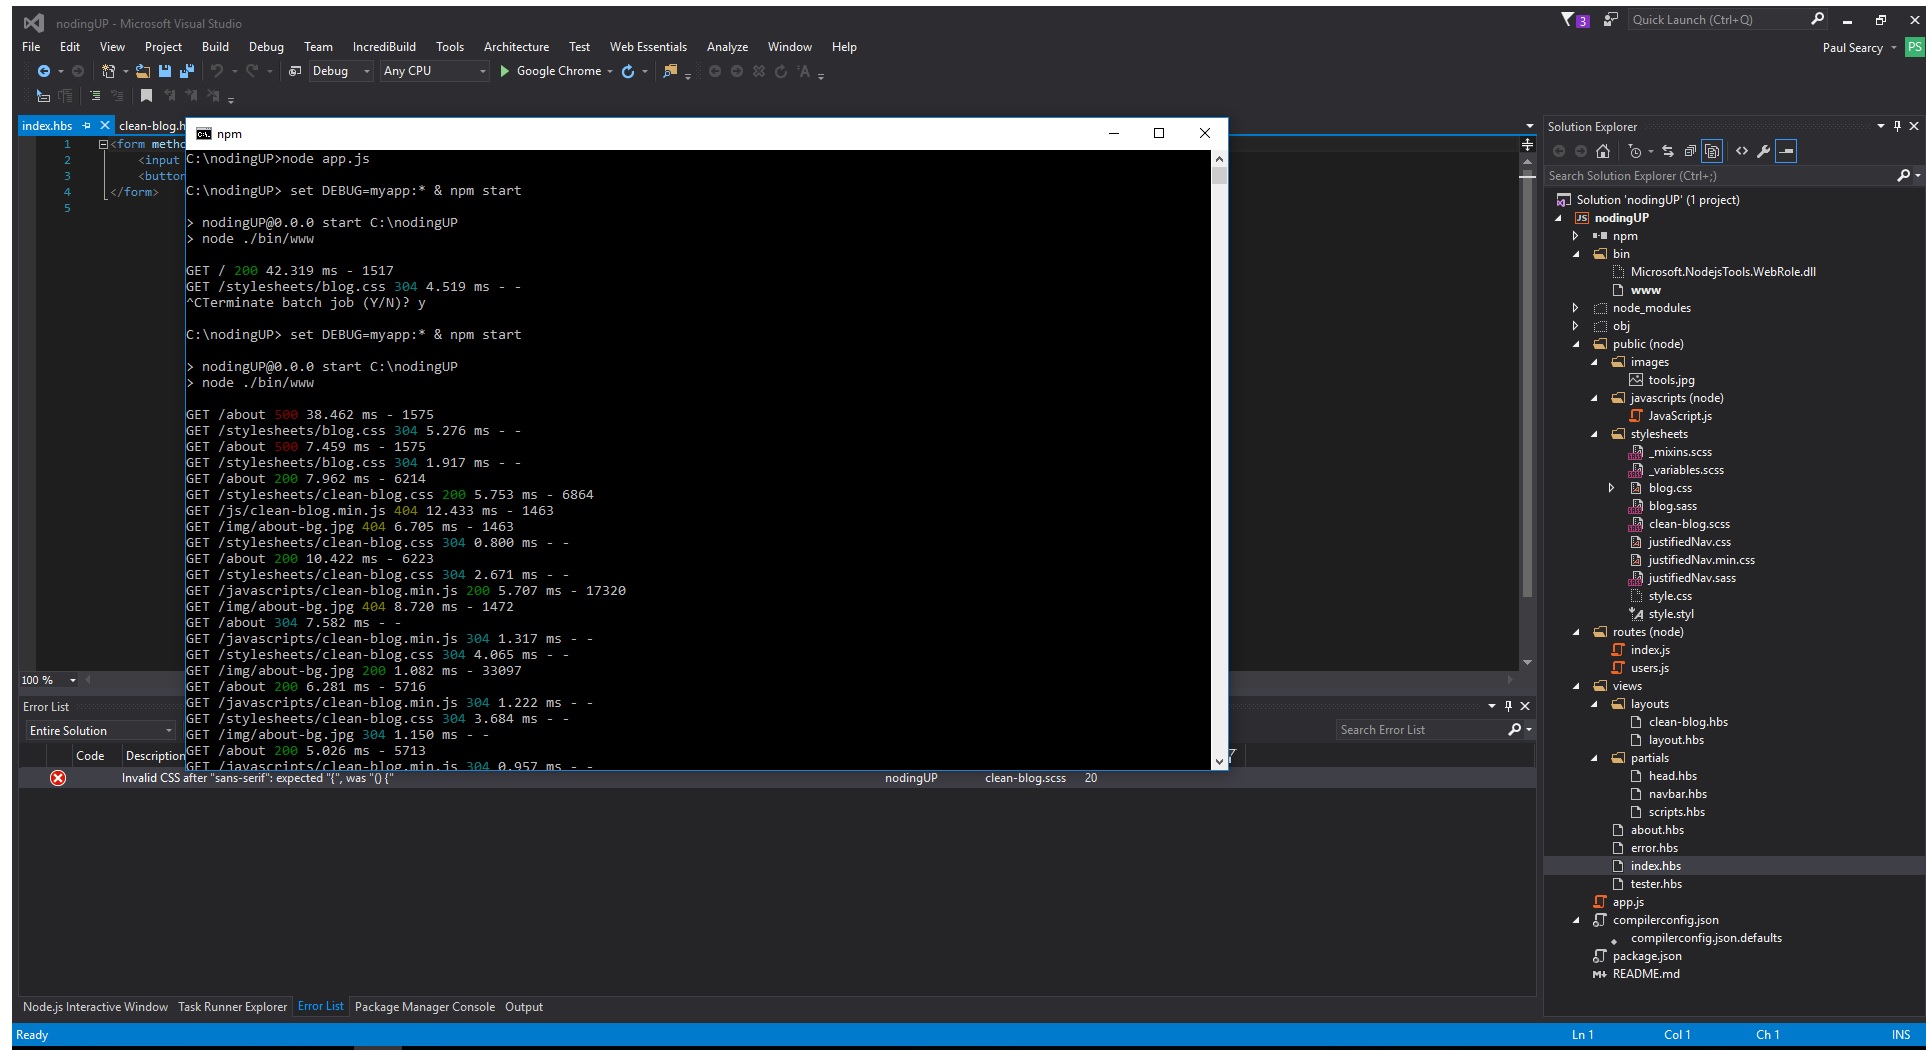 nodingUP - Microsoft Visual Studio
3
Quick Launch (Ctrl+Q)
File Edit View Project Build Debug Team IncrediBuild Tools Architecture Test Web Essentials Analyze Window Help
Paul Searcy PS
Debug Any CPU Google Chrome
index.hbs clean-blog.h
1 <form metho
2 <input
3 <button
4 </form>
5
npm
C:\nodingUP>node app.js
C:\nodingUP> set DEBUG=myapp:* & npm start
> nodingUP@0.0.0 start C:\nodingUP
> node ./bin/www
GET / 200 42.319 ms - 1517
GET /stylesheets/blog.css 304 4.519 ms - -
^CTerminate batch job (Y/N)? y
C:\nodingUP> set DEBUG=myapp:* & npm start
> nodingUP@0.0.0 start C:\nodingUP
> node ./bin/www
GET /about 500 38.462 ms - 1575
GET /stylesheets/blog.css 304 5.276 ms - -
GET /about 500 7.459 ms - 1575
GET /stylesheets/blog.css 304 1.917 ms - -
GET /about 200 7.962 ms - 6214
GET /stylesheets/clean-blog.css 200 5.753 ms - 6864
GET /js/clean-blog.min.js 404 12.433 ms - 1463
GET /img/about-bg.jpg 404 6.705 ms - 1463
GET /stylesheets/clean-blog.css 304 0.800 ms - -
GET /about 200 10.422 ms - 6223
GET /stylesheets/clean-blog.css 304 2.671 ms - -
GET /javascripts/clean-blog.min.js 200 5.707 ms - 17320
GET /img/about-bg.jpg 404 8.720 ms - 1472
GET /about 304 7.582 ms - -
GET /javascripts/clean-blog.min.js 304 1.317 ms - -
GET /stylesheets/clean-blog.css 304 4.065 ms - -
GET /img/about-bg.jpg 200 1.082 ms - 33097
GET /about 200 6.281 ms - 5716
GET /javascripts/clean-blog.min.js 304 1.222 ms - -
GET /stylesheets/clean-blog.css 304 3.684 ms - -
GET /img/about-bg.jpg 304 1.150 ms - -
GET /about 200 5.026 ms - 5713
GET /javascripts/clean-blog.min.js 304 0.957 ms - -
100 %
Error List
Entire Solution
Search Error List
Code Description
Invalid CSS after "sans-serif": expected "{", was "() {" nodingUP clean-blog.scss 20
Node.js Interactive Window Task Runner Explorer Error List Package Manager Console Output
Solution Explorer
Search Solution Explorer (Ctrl+;)
Solution 'nodingUP' (1 project)
JS nodingUP
npm
bin
Microsoft.NodejsTools.WebRole.dll
www
node_modules
obj
public (node)
images
tools.jpg
javascripts (node)
JavaScript.js
stylesheets
_mixins.scss
_variables.scss
blog.css
blog.sass
clean-blog.scss
justifiedNav.css
justifiedNav.min.css
justifiedNav.sass
style.css
style.styl
routes (node)
index.js
users.js
views
layouts
clean-blog.hbs
layout.hbs
partials
head.hbs
navbar.hbs
scripts.hbs
about.hbs
error.hbs
index.hbs
tester.hbs
app.js
compilerconfig.json
compilerconfig.json.defaults
package.json
README.md
Ready Ln 1 Col 1 Ch 1 INS